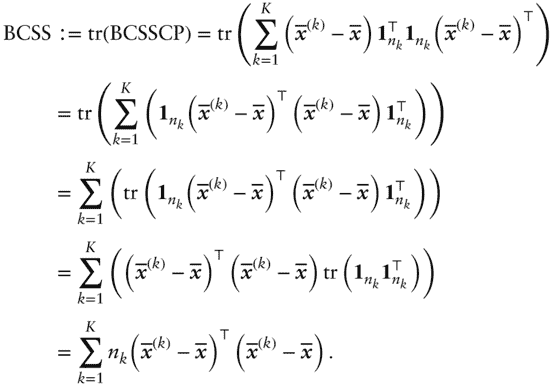 BCSS := tr(BCSSCP) = tr ( ∑_{k=1}^{K} ( x̄^{(k)} − x̄ ) 1_{n_k}^⊤ 1_{n_k} ( x̄^{(k)} − x̄ )^⊤ )
= tr ( ∑_{k=1}^{K} ( 1_{n_k} ( x̄^{(k)} − x̄ )^⊤ ( x̄^{(k)} − x̄ ) 1_{n_k}^⊤ ) )
= ∑_{k=1}^{K} ( tr ( 1_{n_k} ( x̄^{(k)} − x̄ )^⊤ ( x̄^{(k)} − x̄ ) 1_{n_k}^⊤ ) )
= ∑_{k=1}^{K} ( ( x̄^{(k)} − x̄ )^⊤ ( x̄^{(k)} − x̄ ) tr ( 1_{n_k} 1_{n_k}^⊤ ) )
= ∑_{k=1}^{K} n_k ( x̄^{(k)} − x̄ )^⊤ ( x̄^{(k)} − x̄ ) .